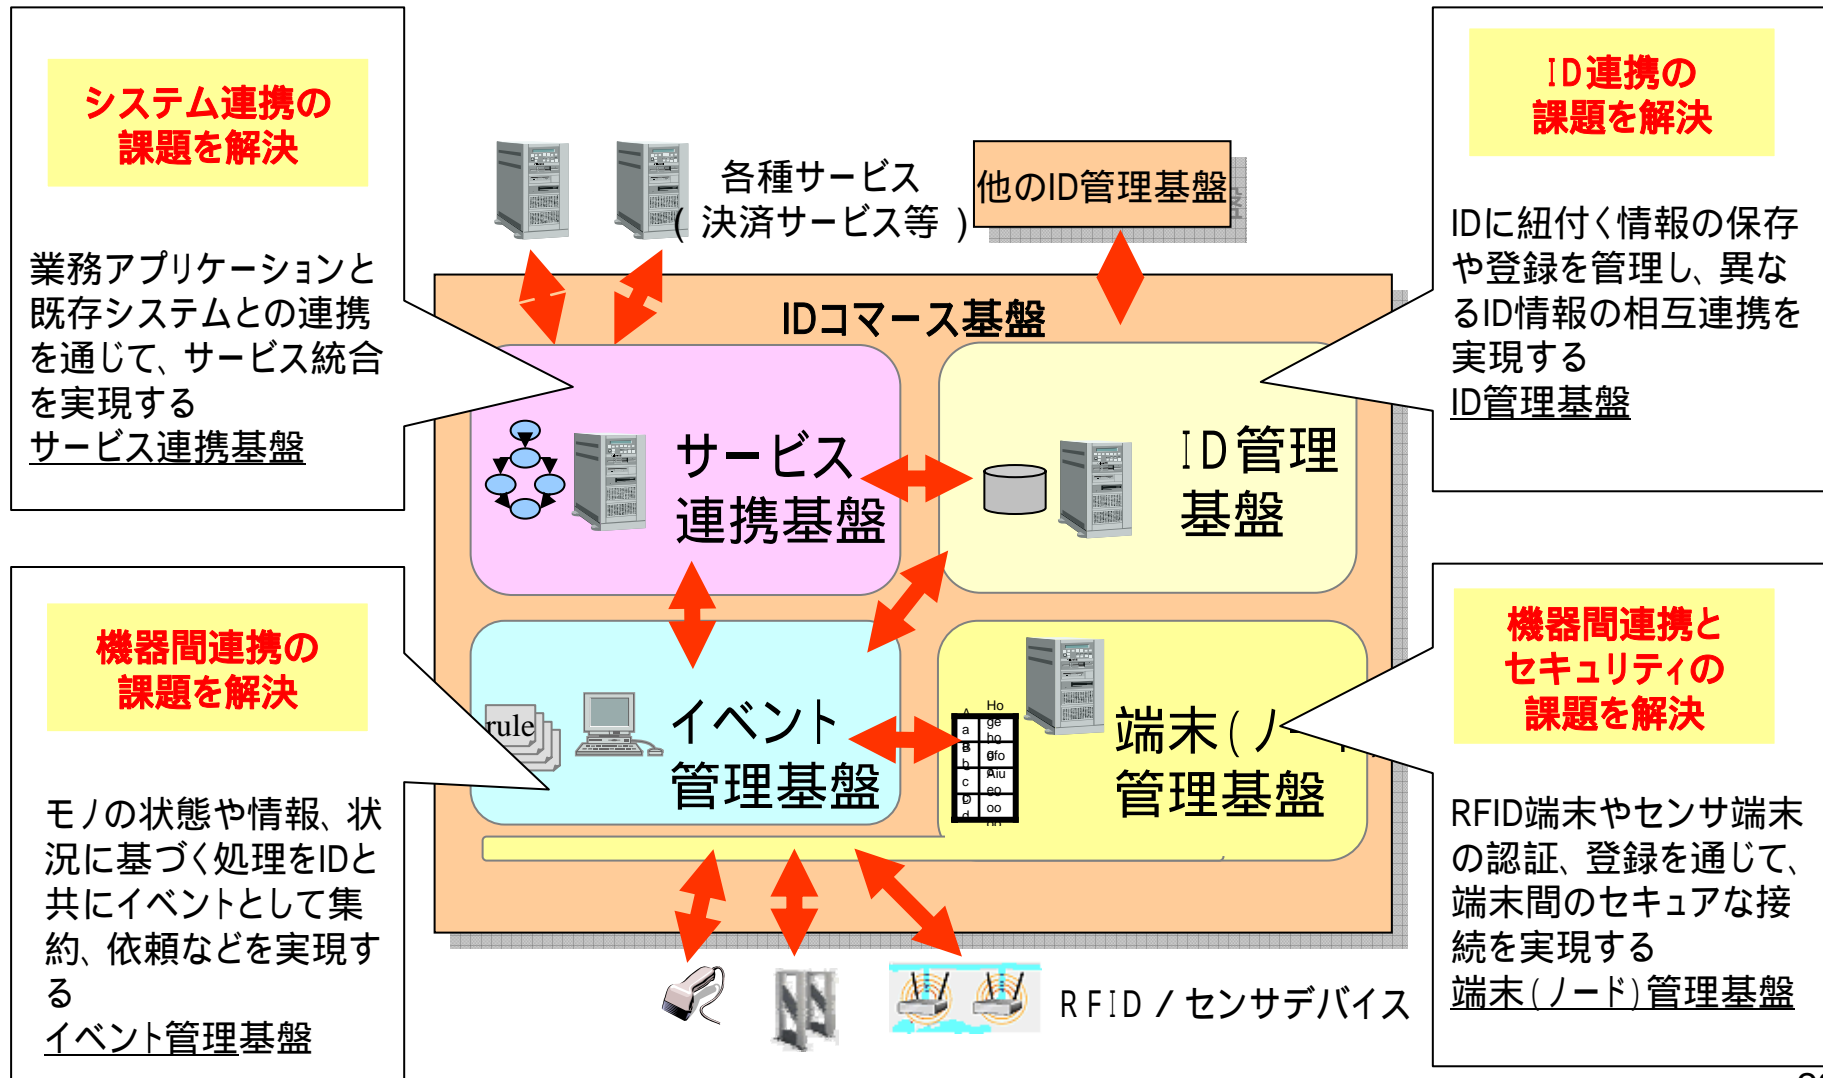 システム連携の
課題を解決
業務アプリケーションと
既存システムとの連携
を通じて、サービス統合
を実現する
サービス連携基盤
ID連携の
課題を解決
IDに紐付く情報の保存
や登録を管理し、異な
るID情報の相互連携を
実現する
ID管理基盤
各種サービス
(決済サービス等)
他のID管理基盤
IDコマース基盤
サービス
連携基盤
ID管理
基盤
rule
イベント
管理基盤
端末(ノ
管理基盤
Ho
ge
ho
a
b
c
d
gfo
Aiu
eo
oo
機器間連携の
課題を解決
モノの状態や情報、状
況に基づく処理をIDと
共にイベントとして集
約、依頼などを実現す
る
イベント管理基盤
機器間連携と
セキュリティの
課題を解決
RFID端末やセンサ端末
の認証、登録を通じて、
端末間のセキュアな接
続を実現する
端末(ノード)管理基盤
RFID/センサデバイス